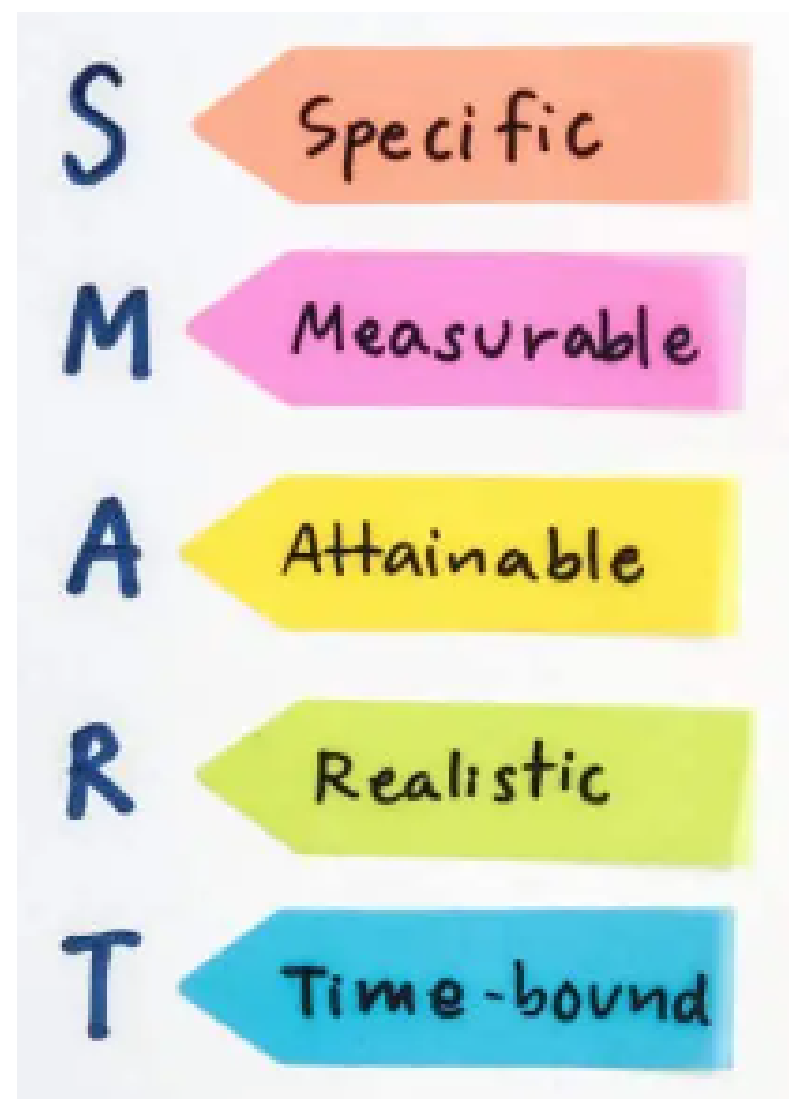 S Specific
M Measurable
A Attainable
R Realistic
T Time-bound